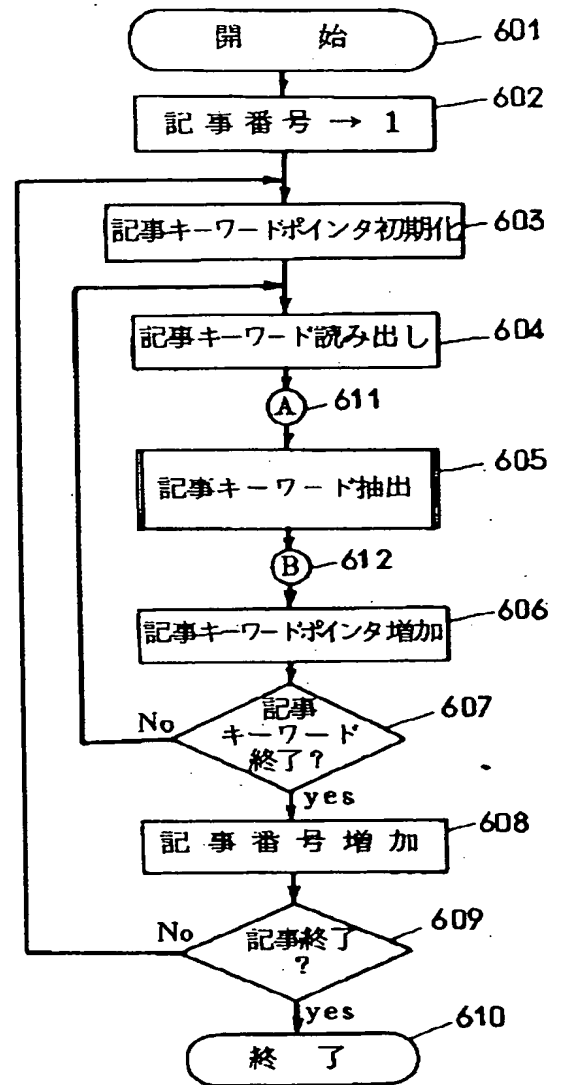 開 始 601
記事番号 → 1 602
記事キーワードポインタ初期化 603
記事キーワード読み出し 604
A 611
記事キーワード抽出 605
B 612
記事キーワードポインタ増加 606
記事
キーワード
終了? 607
No
yes
記事番号増加 608
記事終了
? 609
No
yes
終 了 610